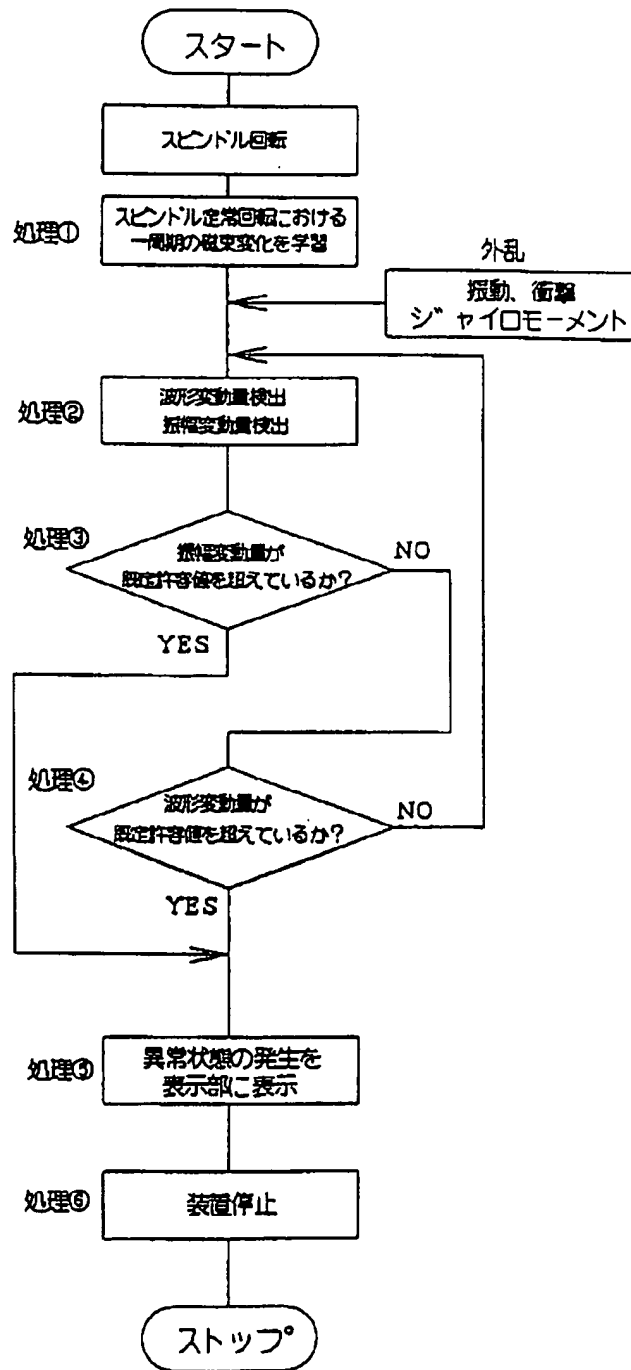 スタート
スピンドル回転
処理①
スピンドル定常回転における
一周期の磁束変化を学習
外乱
振動、衝撃
ジャイロモーメント
処理②
波形変動量検出
振幅変動量検出
処理③
振幅変動量が
既定許容値を超えているか?
NO
YES
処理④
波形変動量が
既定許容値を超えているか?
NO
YES
処理⑤
異常状態の発生を
表示部に表示
処理⑥
装置停止
ストップ